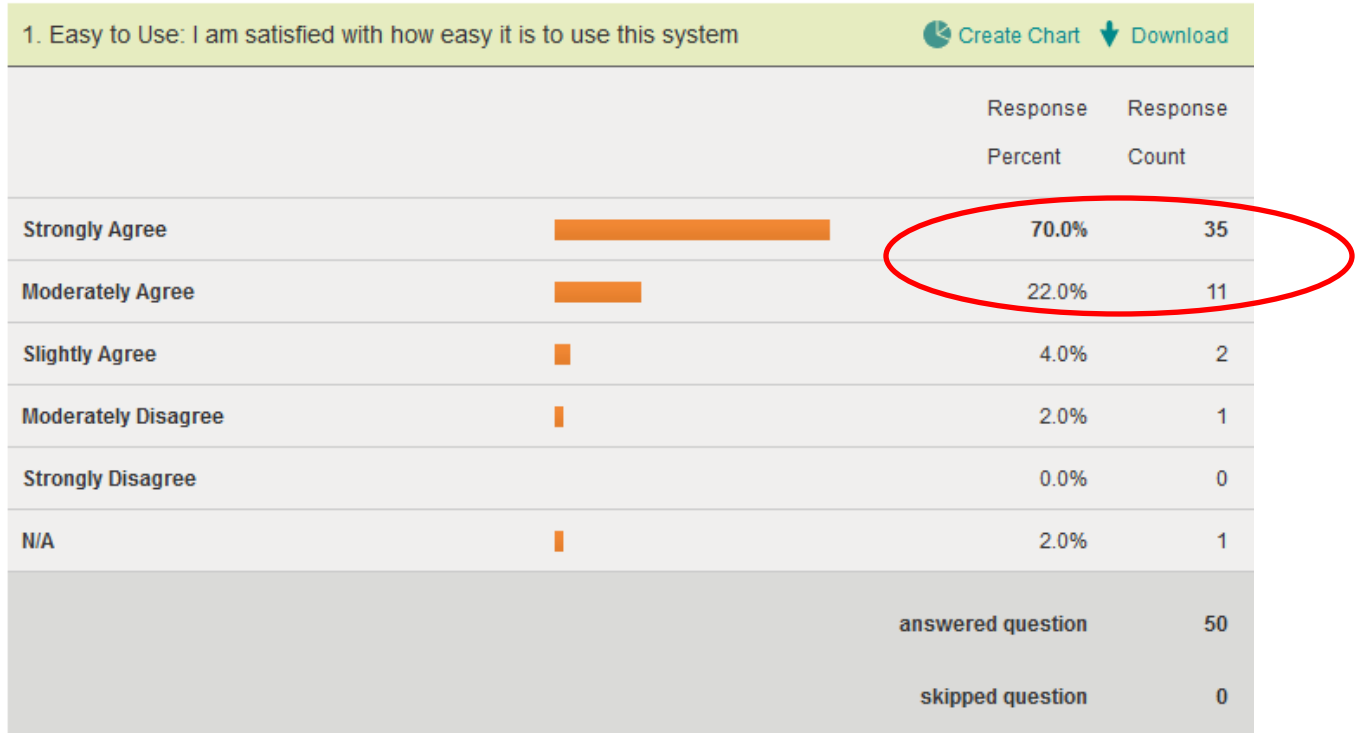 1. Easy to Use: I am satisfied with how easy it is to use this system Create Chart Download
Response Response
Percent Count
Strongly Agree 70.0% 35
Moderately Agree 22.0% 11
Slightly Agree 4.0% 2
Moderately Disagree 2.0% 1
Strongly Disagree 0.0% 0
N/A 2.0% 1
answered question 50
skipped question 0